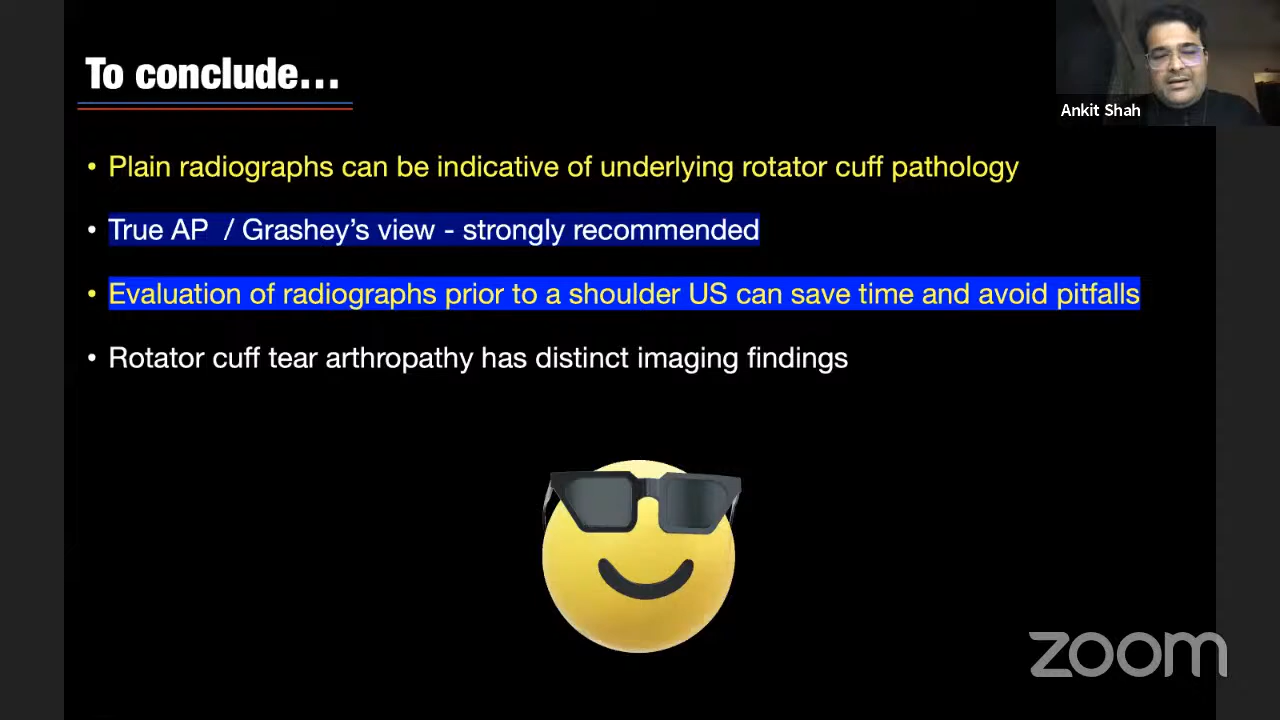 To conclude...
Ankit Shah
• Plain radiographs can be indicative of underlying rotator cuff pathology
• True AP / Grashey's view - strongly recommended
• Evaluation of radiographs prior to a shoulder US can save time and avoid pitfalls
• Rotator cuff tear arthropathy has distinct imaging findings
zoom